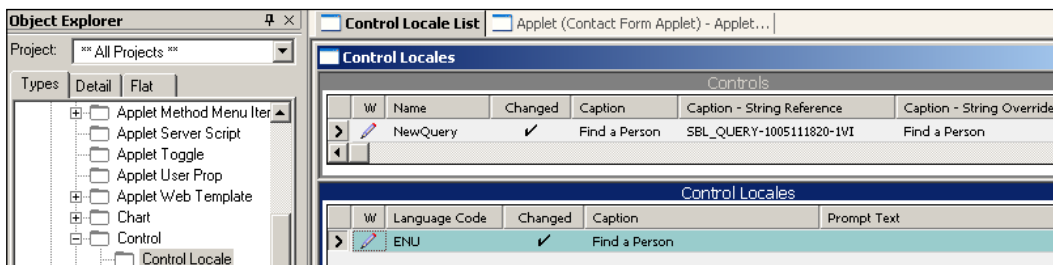 Object Explorer
Project: ** All Projects **
Types Detail Flat
Applet Method Menu Iter
Applet Server Script
Applet Toggle
Applet User Prop
Applet Web Template
Chart
Control
Control Locale
Control Locale List Applet (Contact Form Applet) - Applet...
Control Locales
Controls
W Name Changed Caption Caption - String Reference Caption - String Override
NewQuery Find a Person SBL_QUERY-1005111820-1VI Find a Person
Control Locales
W Language Code Changed Caption Prompt Text
ENU Find a Person